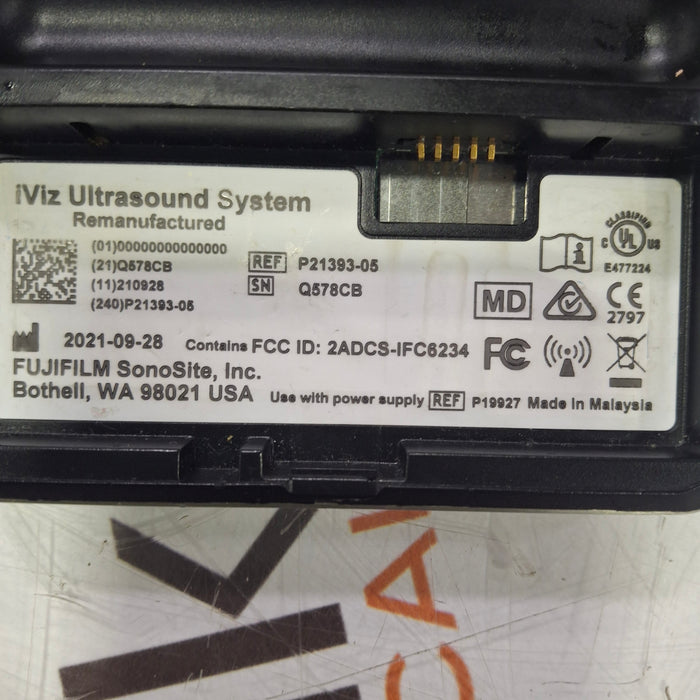 iViz Ultrasound System
Remanufactured
(01)00000000000000
(21)Q578CB
(11)210928
(240)P21393-05
REF P21393-05
SN Q578CB
CLASSIFIED
C UL US
E477224
MD
CE
2797
2021-09-28 Contains FCC ID: 2ADCS-IFC6234
FC
FUJIFILM SonoSite, Inc.
Bothell, WA 98021 USA
Use with power supply REF P19927 Made in Malaysia